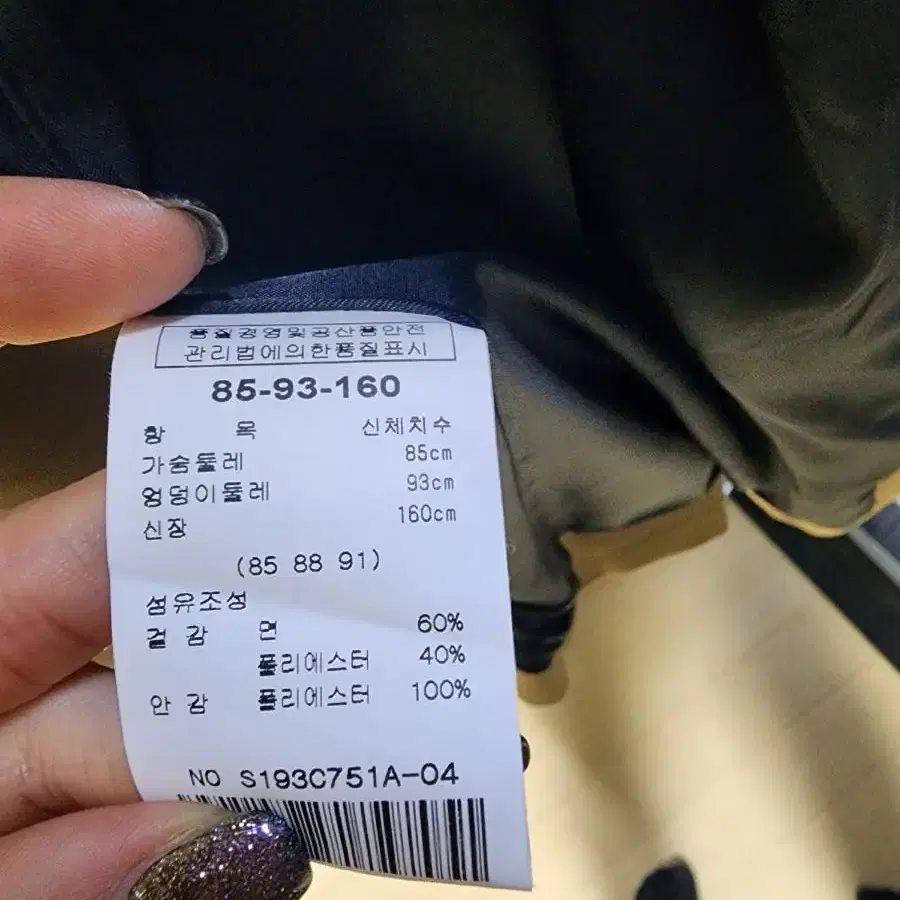 품질경영및공산품안전
관리법에의한품질표시
85-93-160
항 목 신체치수
가슴둘레 85cm
엉덩이둘레 93cm
신장 160cm
(85 88 91)
섬유조성
겉감 면 60%
폴리에스터 40%
안감 폴리에스터 100%
NO S193C751A-04